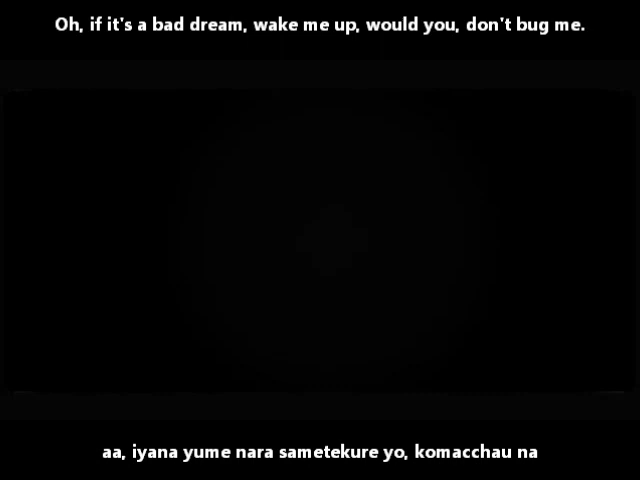 Oh, if it's a bad dream, wake me up, would you, don't bug me.
aa, iyana yume nara sametekure yo, komacchau na